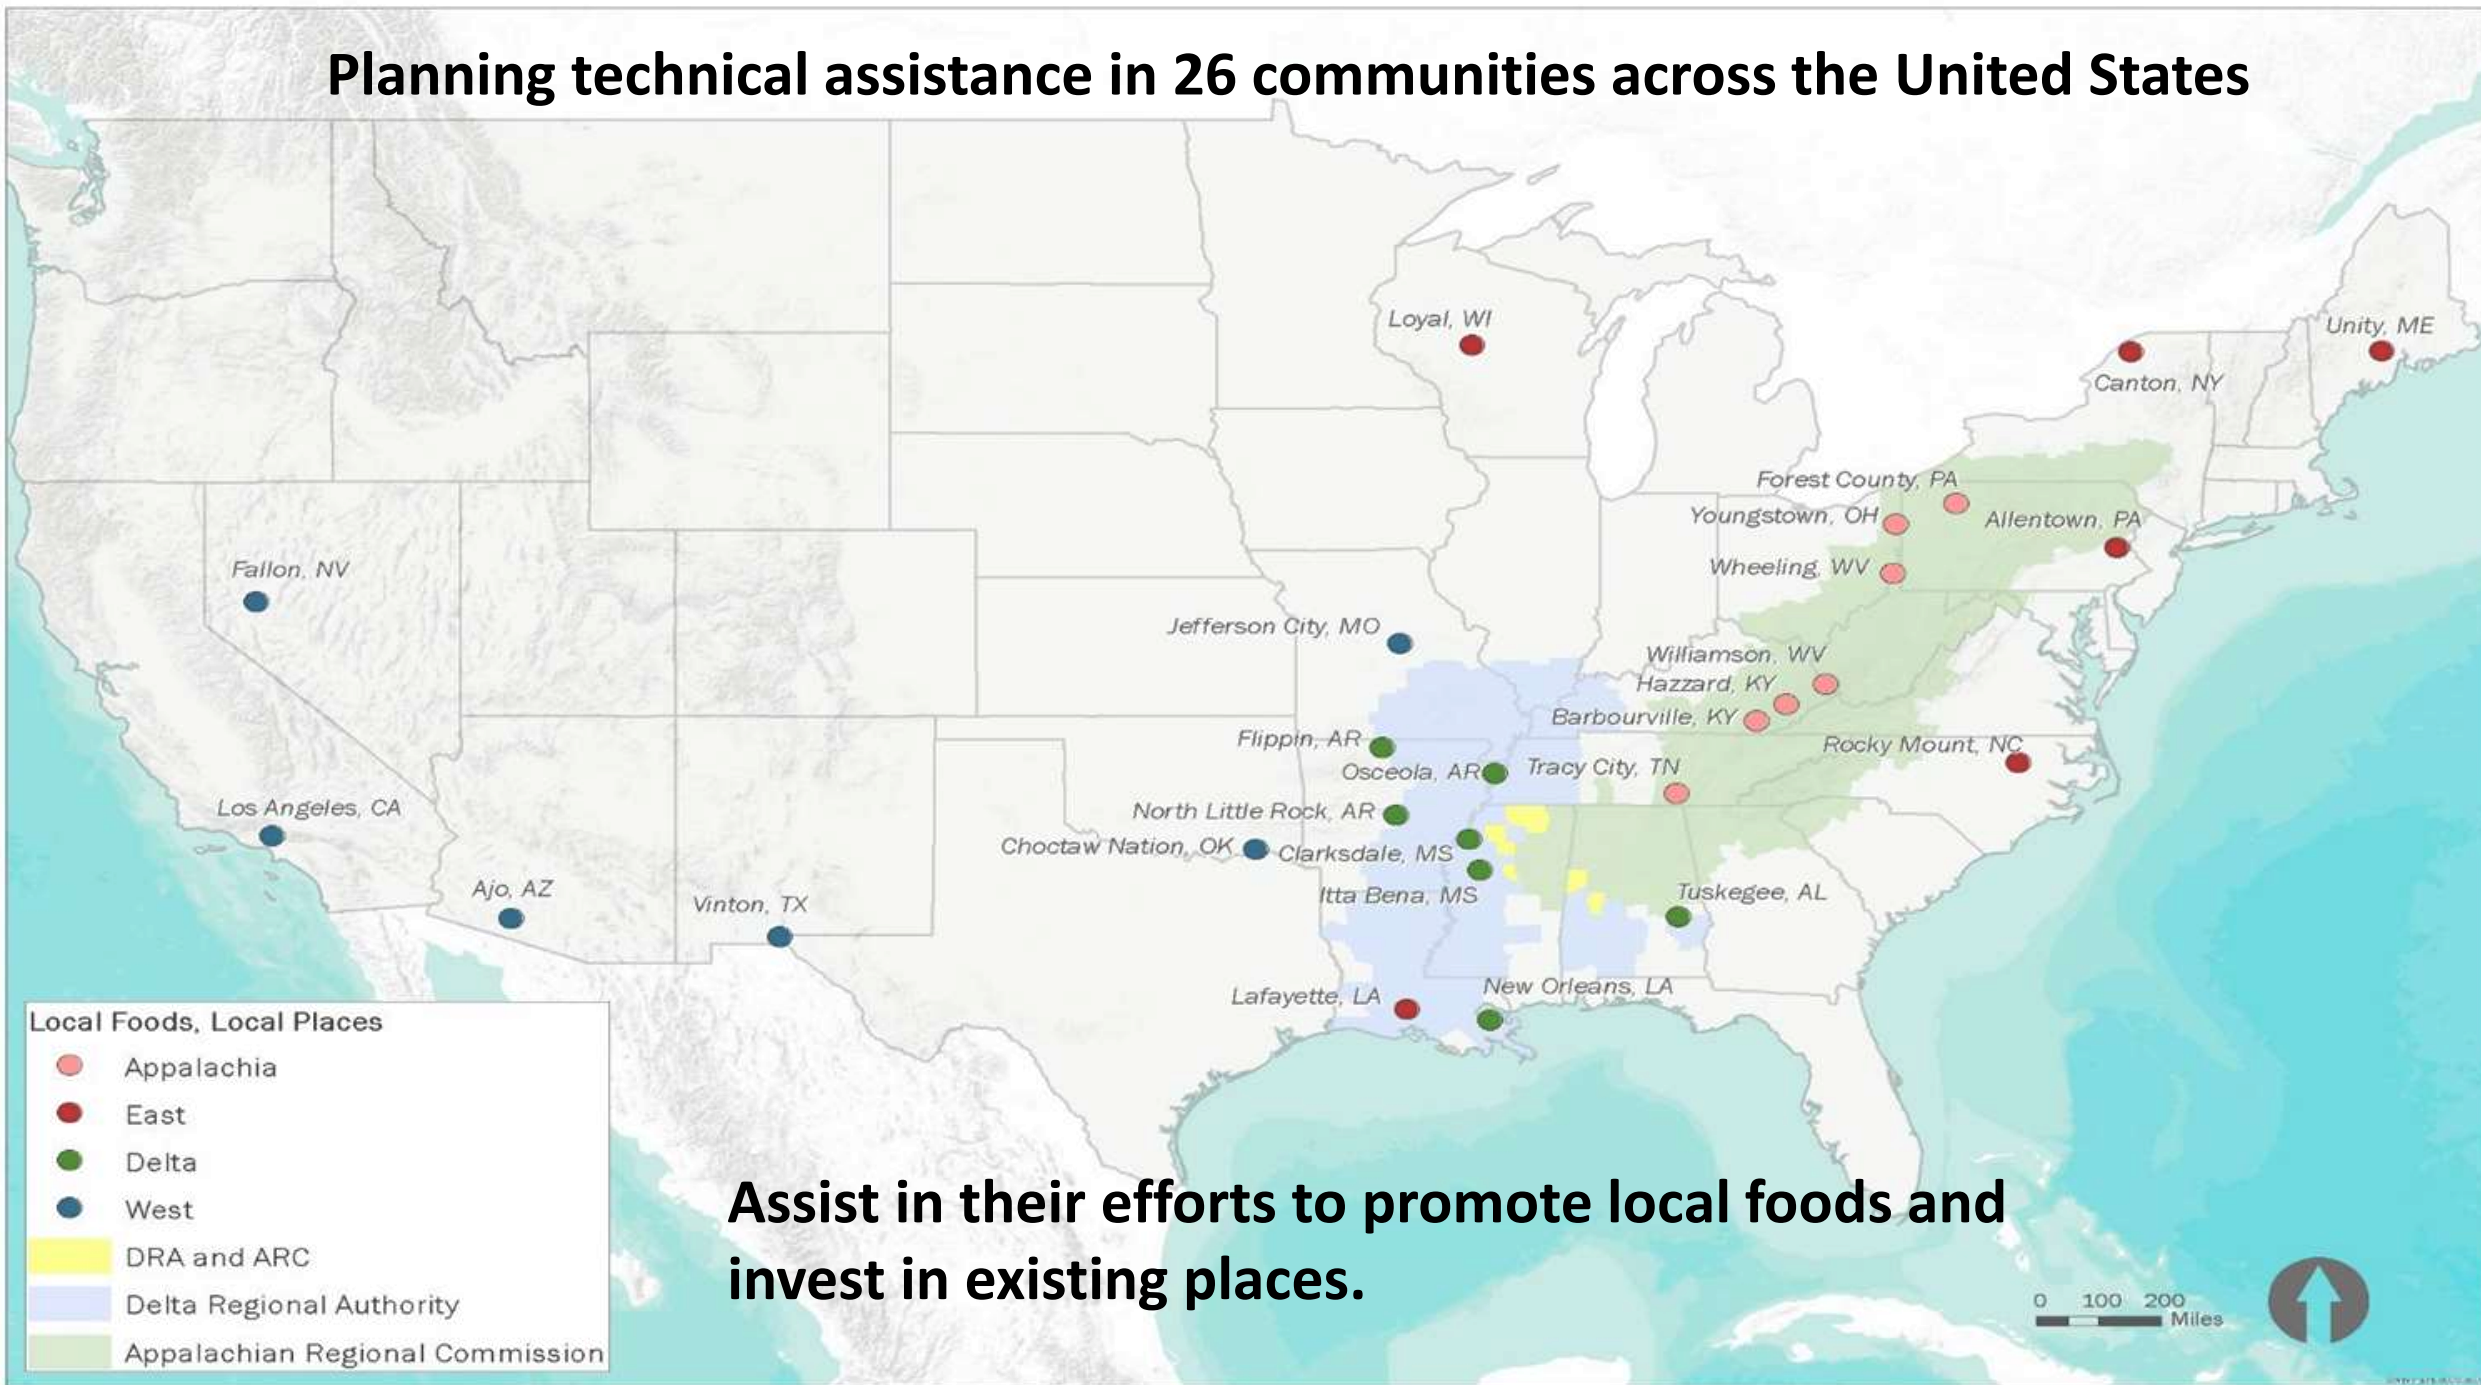 Planning technical assistance in 26 communities across the United States
Loyal, WI
Unity, ME
Canton, NY
Forest County, PA
Youngstown, OH
Allentown, PA
Wheeling, WV
Fallon, NV
Jefferson City, MO
Williamson, WV
Hazzard, KY
Barbourville, KY
Flippin, AR
Rocky Mount, NC
Osceola, AR
Tracy City, TN
Los Angeles, CA
North Little Rock, AR
Choctaw Nation, OK
Clarksdale, MS
Ajo, AZ
Vinton, TX
Itta Bena, MS
Tuskegee, AL
Lafayette, LA
New Orleans, LA
Local Foods, Local Places
Appalachia
East
Delta
West
DRA and ARC
Delta Regional Authority
Appalachian Regional Commission
Assist in their efforts to promote local foods and
invest in existing places.
0 100 200
Miles